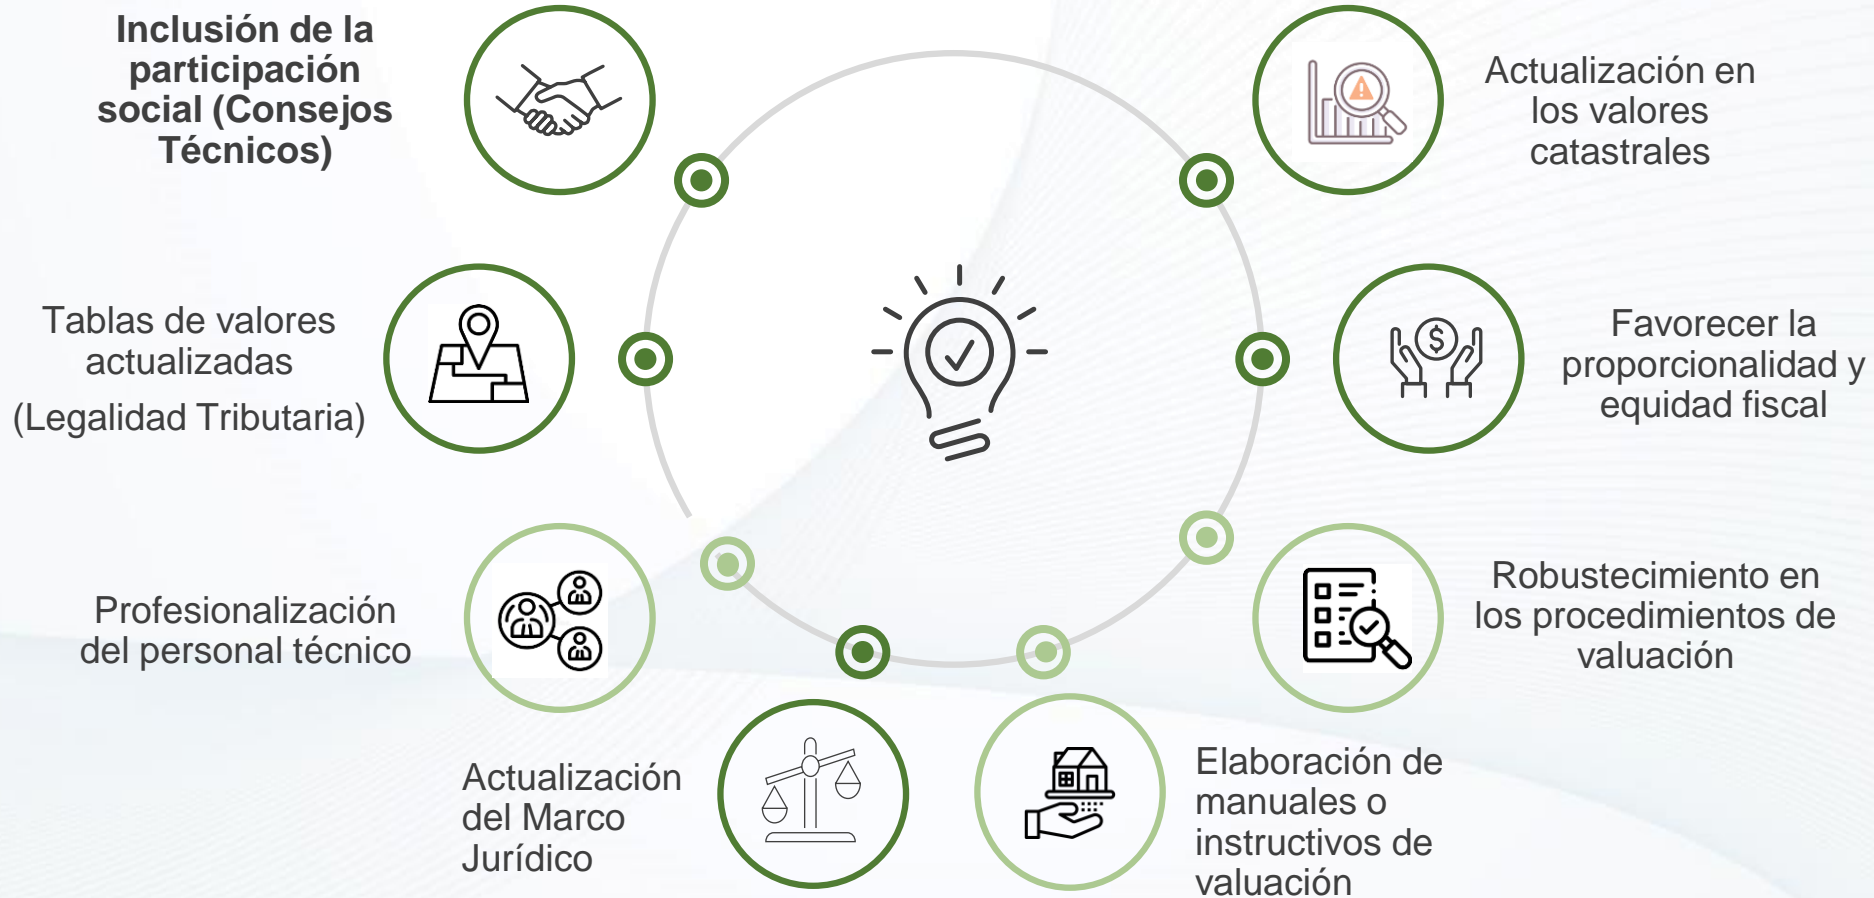 Inclusión de la
participación
social (Consejos
Técnicos)
Actualización en
los valores
catastrales
Tablas de valores
actualizadas
(Legalidad Tributaria)
$
Favorecer la
proporcionalidad y
equidad fiscal
Profesionalización
del personal técnico
Robustecimiento en
los procedimientos de
valuación
Actualización
del Marco
Jurídico
Elaboración de
manuales o
instructivos de
valuación